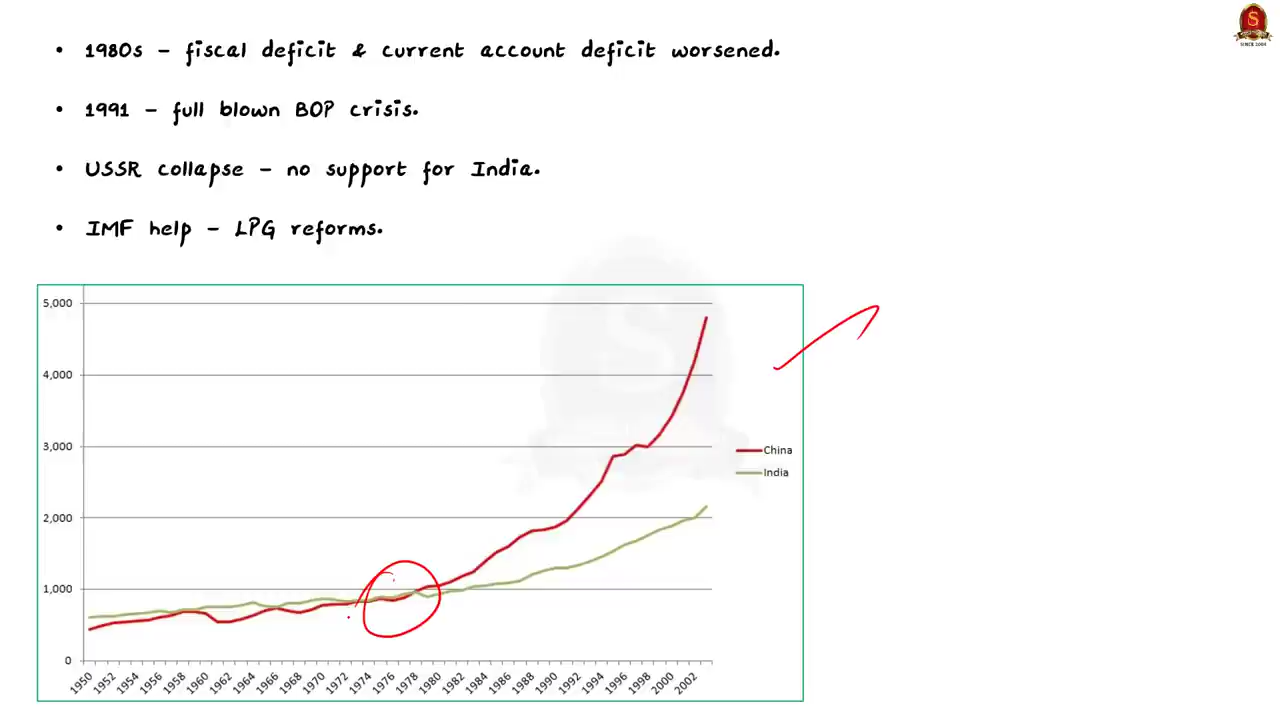 • 1980s – fiscal deficit & current account deficit worsened.
• 1991 – full blown BOP crisis.
• USSR collapse – no support for India.
• IMF help – LPG reforms.
5,000
4,000
3,000
2,000
1,000
0
China
India
1950 1952 1954 1956 1958 1960 1962 1964 1966 1968 1970 1972 1974 1976 1978 1980 1982 1984 1986 1988 1990 1992 1994 1996 1998 2000 2002
S
SINCE 2004